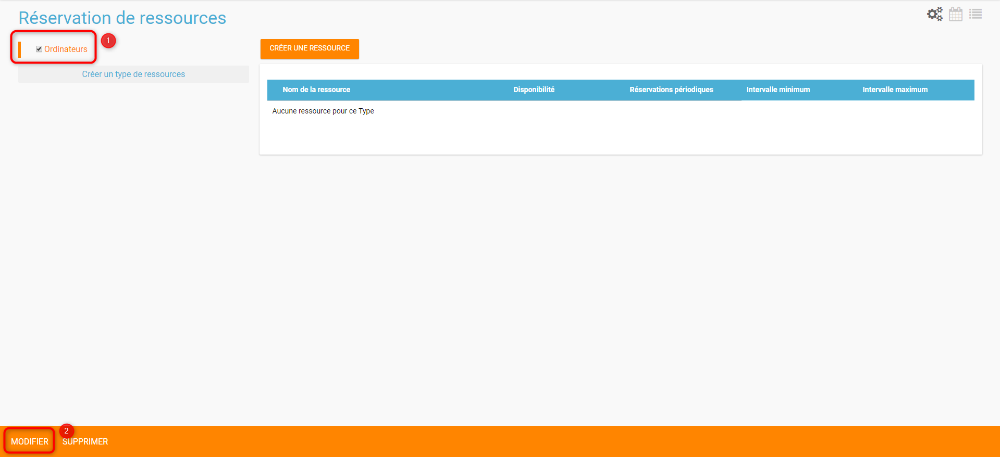 Réservation de ressources
Ordinateurs
1
Créer un type de ressources
CRÉER UNE RESSOURCE
Nom de la ressource Disponibilité Réservations périodiques Intervalle minimum Intervalle maximum
Aucune ressource pour ce Type
2
MODIFIER SUPPRIMER